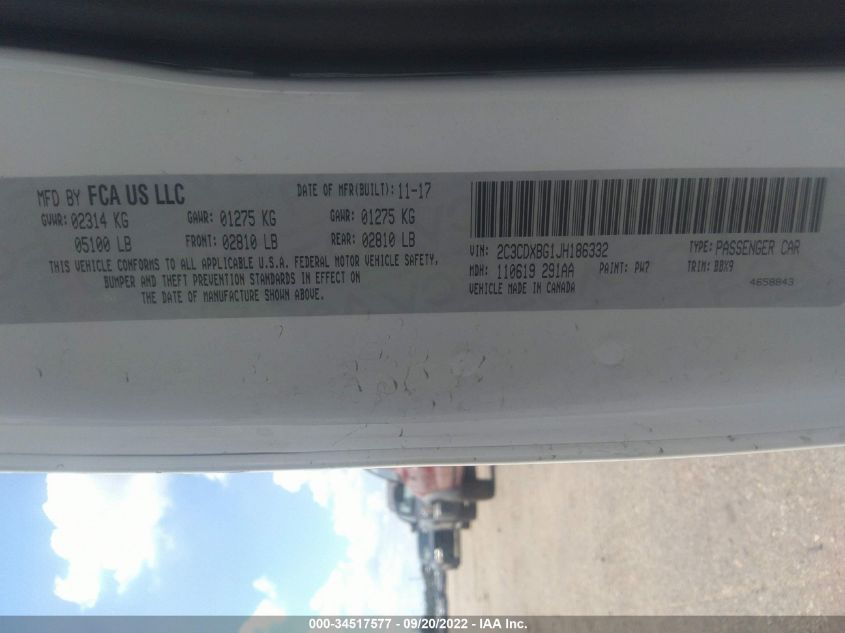 MFD BY FCA US LLC DATE OF MFR(BUILT): 11-17
GVWR: 02314 KG GAWR: 01275 KG GAWR: 01275 KG
05100 LB FRONT: 02810 LB REAR: 02810 LB
THIS VEHICLE CONFORMS TO ALL APPLICABLE U.S.A. FEDERAL MOTOR VEHICLE SAFETY,
BUMPER AND THEFT PREVENTION STANDARDS IN EFFECT ON
THE DATE OF MANUFACTURE SHOWN ABOVE.
VIN: 2C3CDXBG1JH186332 TYPE: PASSENGER CAR
MDH: 110619 291AA PAINT: PW7 TRIM: BBX9
VEHICLE MADE IN CANADA 4658843
000-34517577 - 09/20/2022 - IAA Inc.